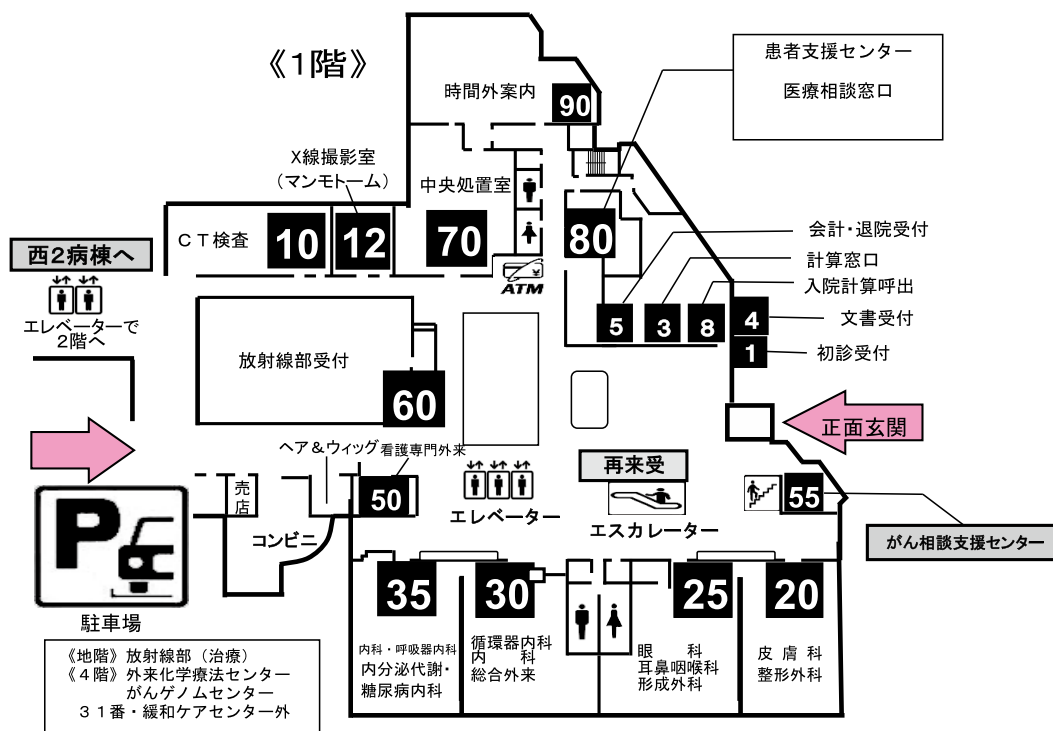 《1階》
患者支援センター
医療相談窓口
時間外案内
90
X線撮影室
(マンモトーム)
中央処置室
CT検査
10
12
70
80
会計・退院受付
計算窓口
入院計算呼出
文書受付
初診受付
5
3
8
4
1
ATM
西2病棟へ
エレベーターで
2階へ
放射線部受付
60
正面玄関
ヘア&ウィッグ
看護専門外来
売店
50
コンビニ
エレベーター
再来受
エスカレーター
55
がん相談支援センター
P
駐車場
35
30
25
20
内科・呼吸器内科
内分泌代謝・
糖尿病内科
循環器内科
内 科
総合外来
眼 科
耳鼻咽喉科
形成外科
皮膚科
整形外科
《地階》放射線部(治療)
《4階》外来化学療法センター
がんゲノムセンター
31番・緩和ケアセンター外